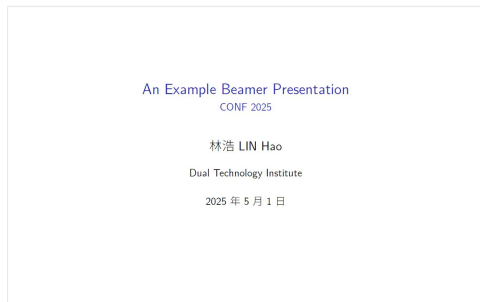 An Example Beamer Presentation
CONF 2025
林浩 LIN Hao
Dual Technology Institute
2025 年 5 月 1 日